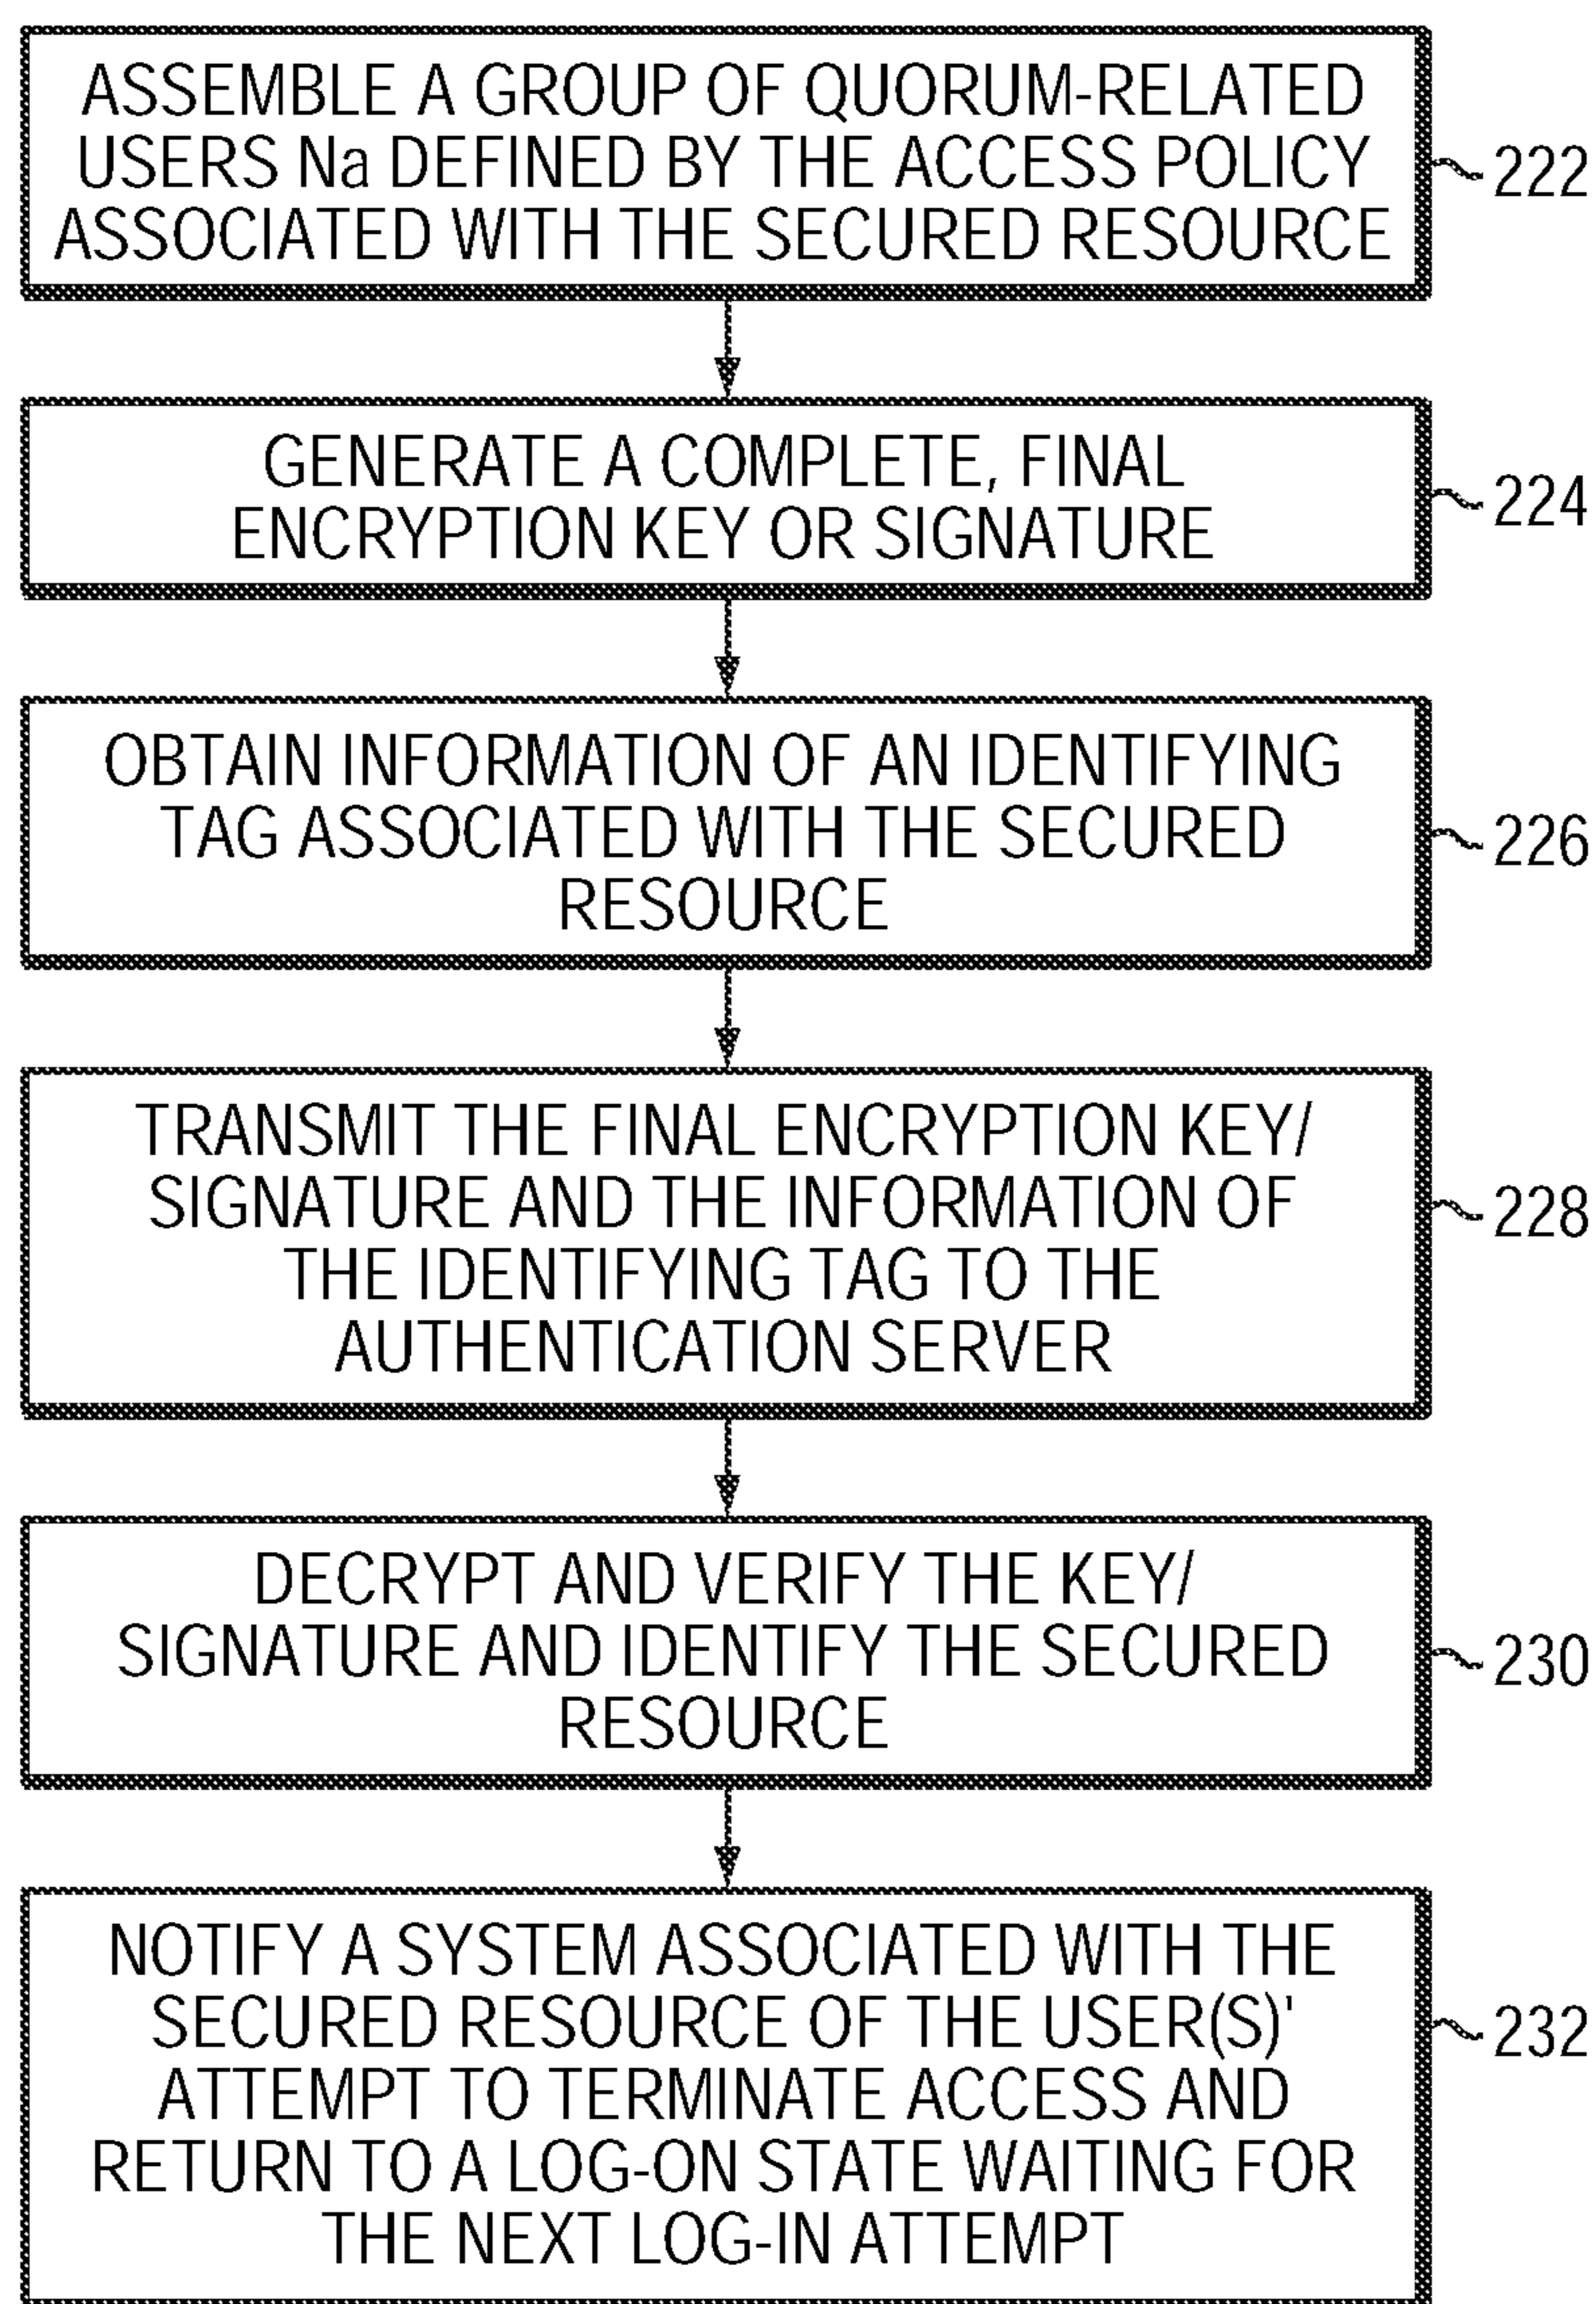 ASSEMBLE A GROUP OF QUORUM-RELATED
USERS Na DEFINED BY THE ACCESS POLICY
ASSOCIATED WITH THE SECURED RESOURCE
222
GENERATE A COMPLETE, FINAL
ENCRYPTION KEY OR SIGNATURE
224
OBTAIN INFORMATION OF AN IDENTIFYING
TAG ASSOCIATED WITH THE SECURED
RESOURCE
226
TRANSMIT THE FINAL ENCRYPTION KEY/
SIGNATURE AND THE INFORMATION OF
THE IDENTIFYING TAG TO THE
AUTHENTICATION SERVER
228
DECRYPT AND VERIFY THE KEY/
SIGNATURE AND IDENTIFY THE SECURED
RESOURCE
230
NOTIFY A SYSTEM ASSOCIATED WITH THE
SECURED RESOURCE OF THE USER(S)'
ATTEMPT TO TERMINATE ACCESS AND
RETURN TO A LOG-ON STATE WAITING FOR
THE NEXT LOG-IN ATTEMPT
232